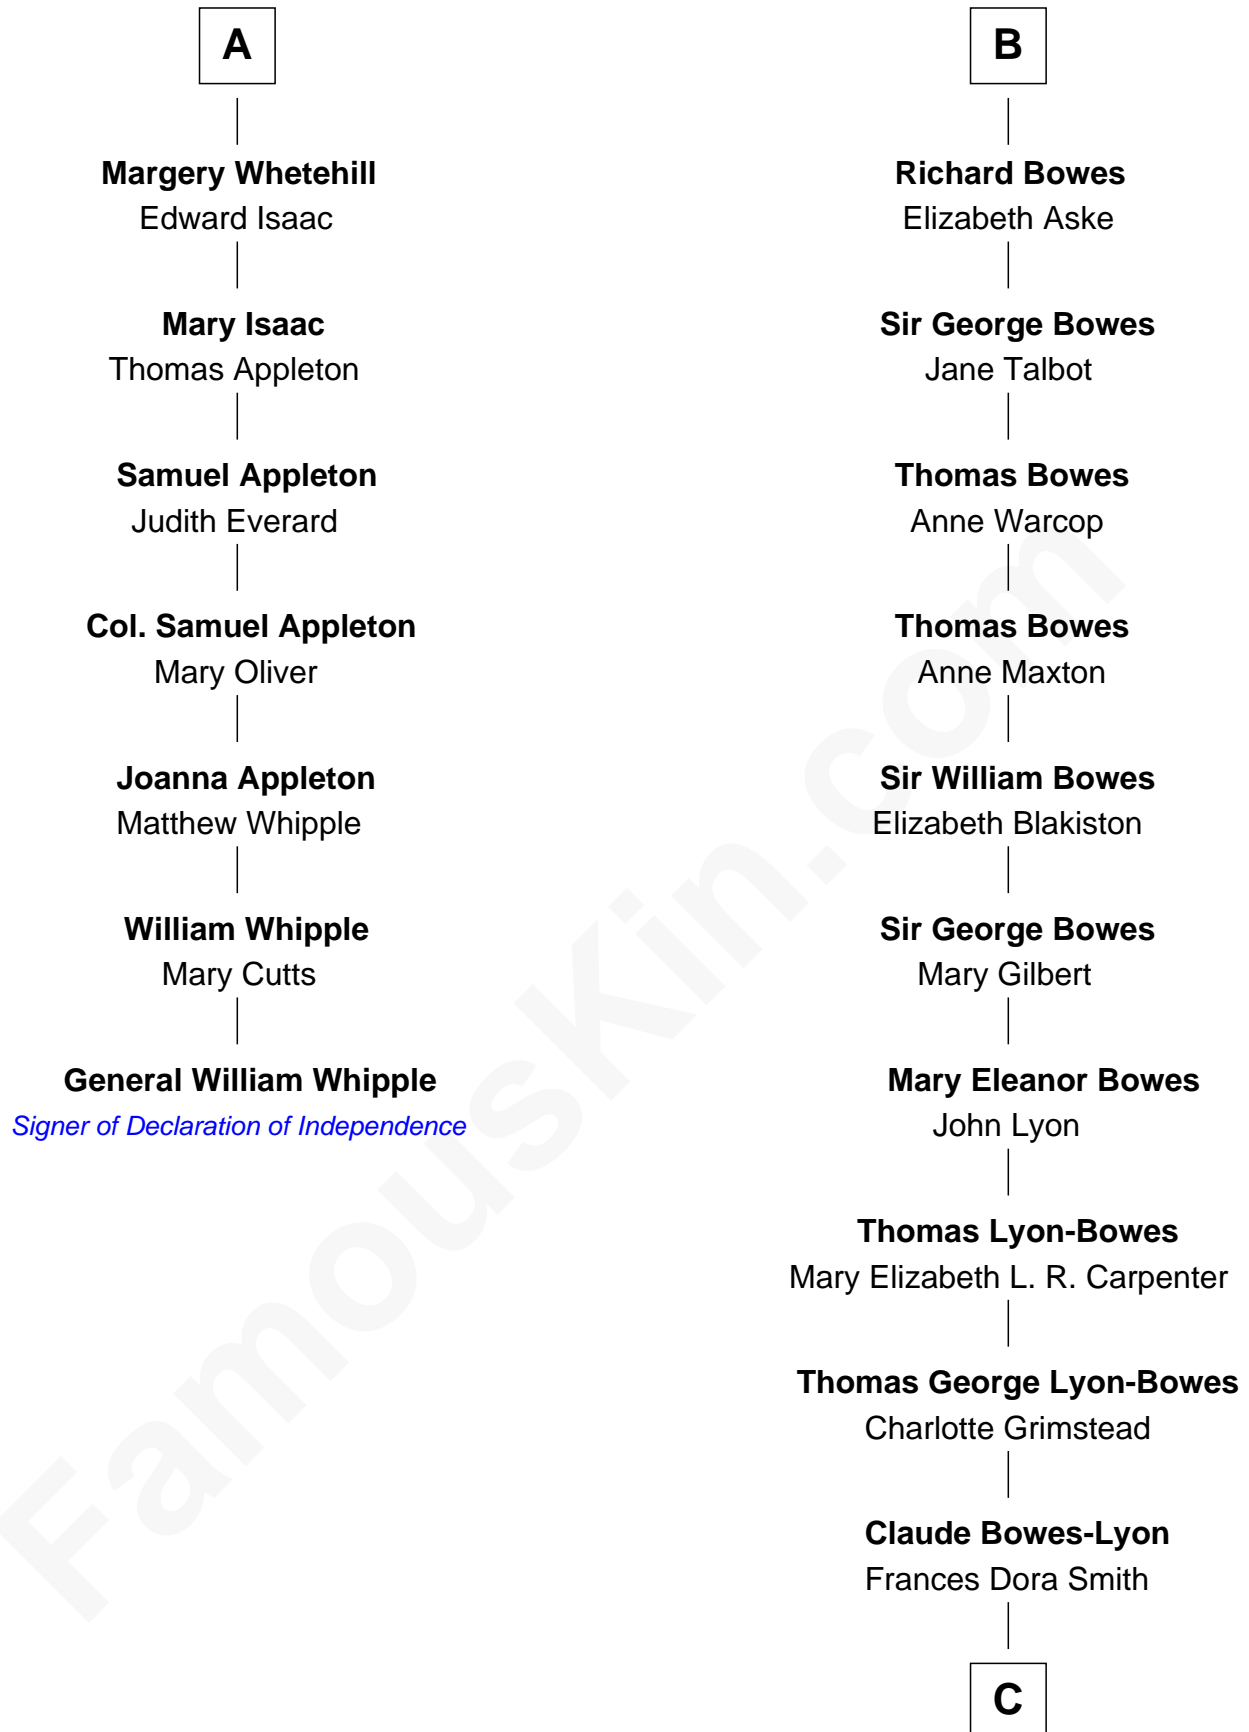 A
Margery Whetehill
Edward Isaac
Mary Isaac
Thomas Appleton
Samuel Appleton
Judith Everard
Col. Samuel Appleton
Mary Oliver
Joanna Appleton
Matthew Whipple
William Whipple
Mary Cutts
General William Whipple
Signer of Declaration of Independence
B
Richard Bowes
Elizabeth Aske
Sir George Bowes
Jane Talbot
Thomas Bowes
Anne Warcop
Thomas Bowes
Anne Maxton
Sir William Bowes
Elizabeth Blakiston
Sir George Bowes
Mary Gilbert
Mary Eleanor Bowes
John Lyon
Thomas Lyon-Bowes
Mary Elizabeth L. R. Carpenter
Thomas George Lyon-Bowes
Charlotte Grimstead
Claude Bowes-Lyon
Frances Dora Smith
C
FamousKin.com